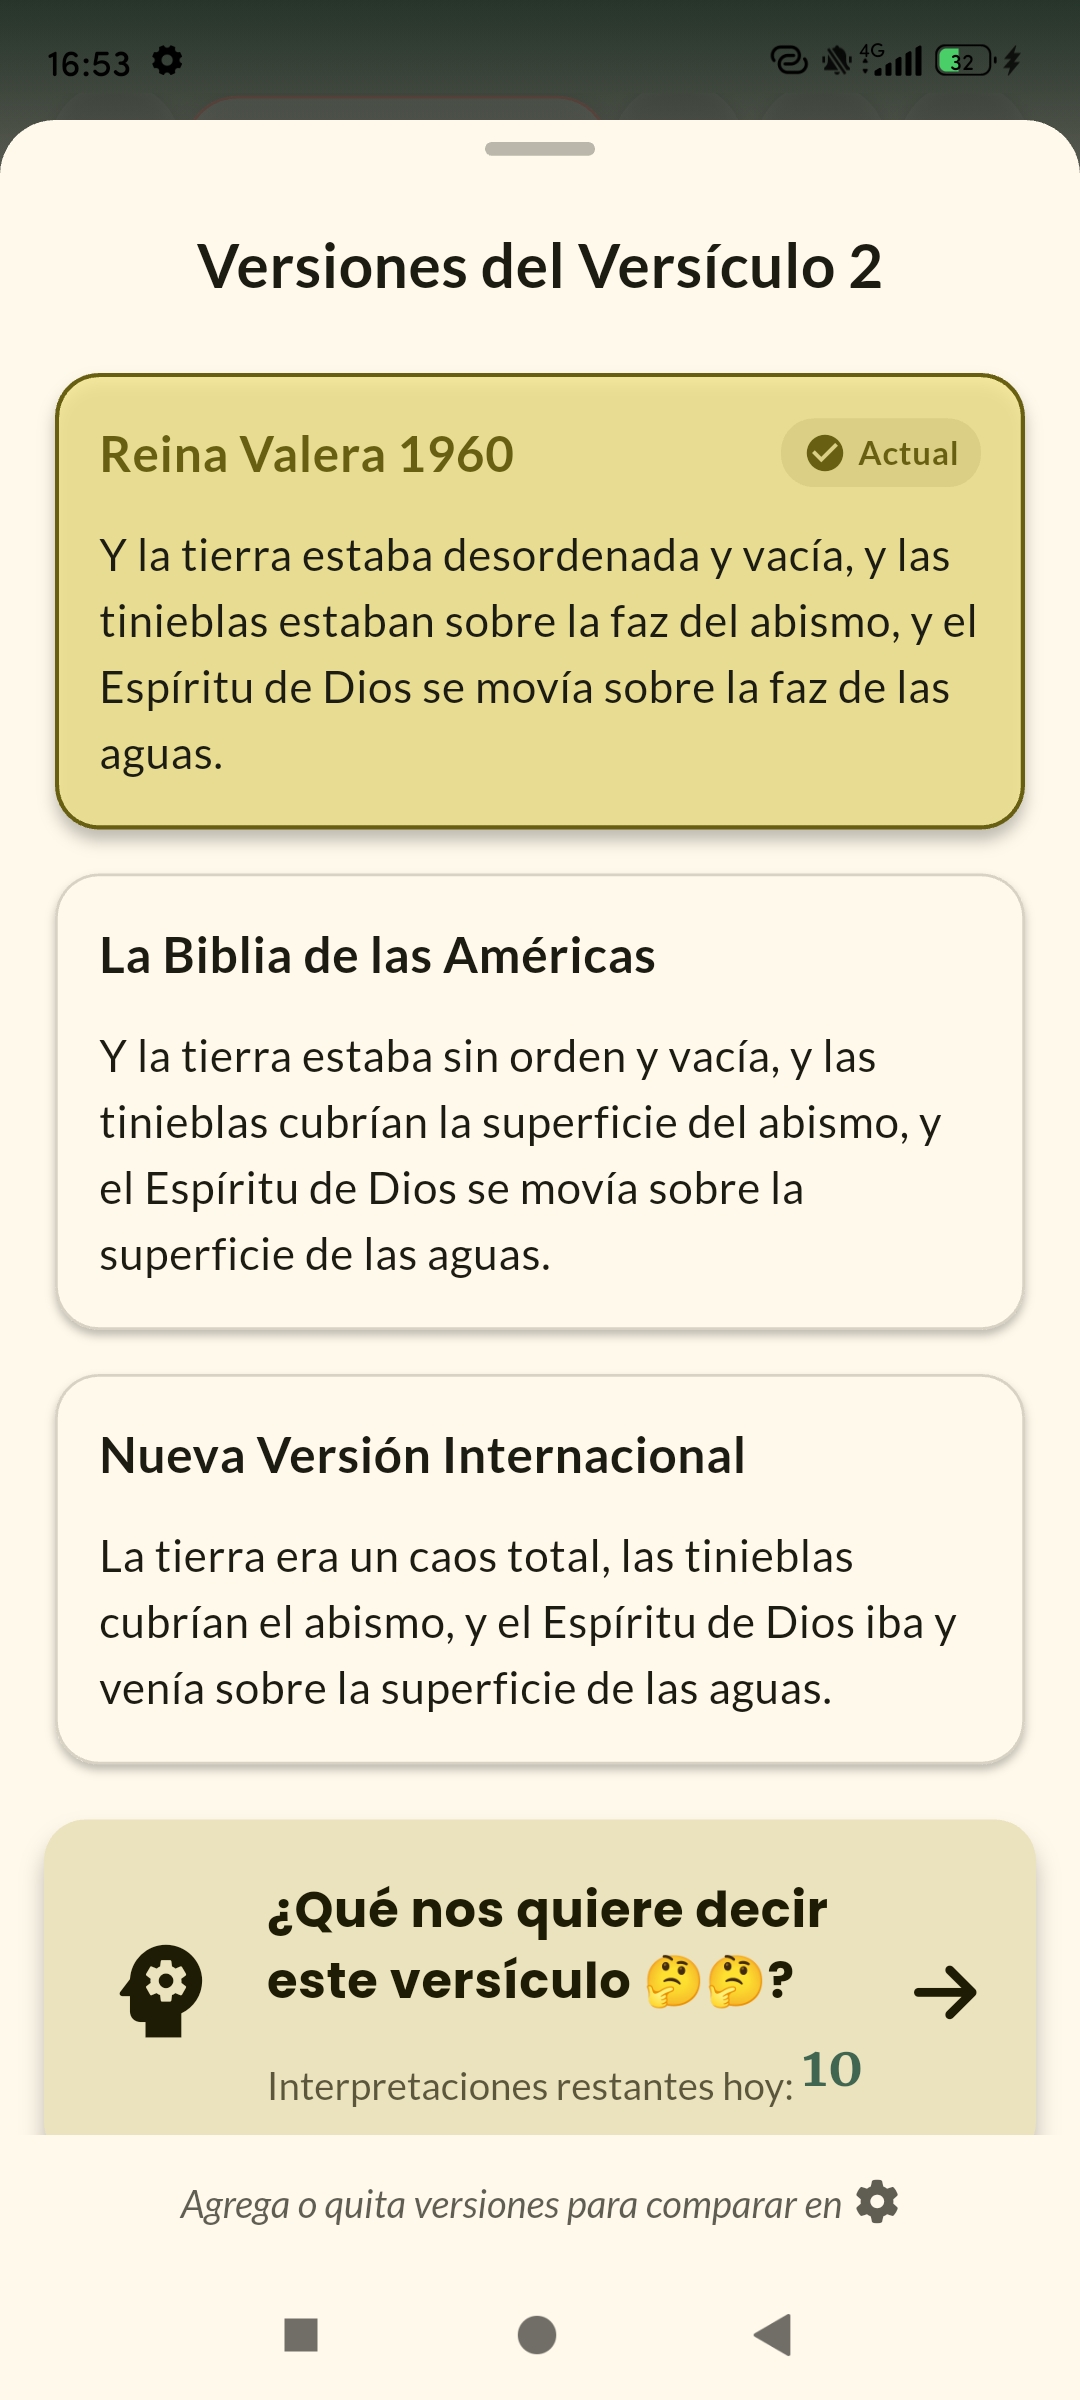 16:53
4G
32
Versiones del Versículo 2
Reina Valera 1960
Actual
Y la tierra estaba desordenada y vacía, y las
tinieblas estaban sobre la faz del abismo, y el
Espíritu de Dios se movía sobre la faz de las
aguas.
La Biblia de las Américas
Y la tierra estaba sin orden y vacía, y las
tinieblas cubrían la superficie del abismo, y
el Espíritu de Dios se movía sobre la
superficie de las aguas.
Nueva Versión Internacional
La tierra era un caos total, las tinieblas
cubrían el abismo, y el Espíritu de Dios iba y
venía sobre la superficie de las aguas.
¿Qué nos quiere decir
este versículo 🤔🤔?
Interpretaciones restantes hoy: 10
Agrega o quita versiones para comparar en